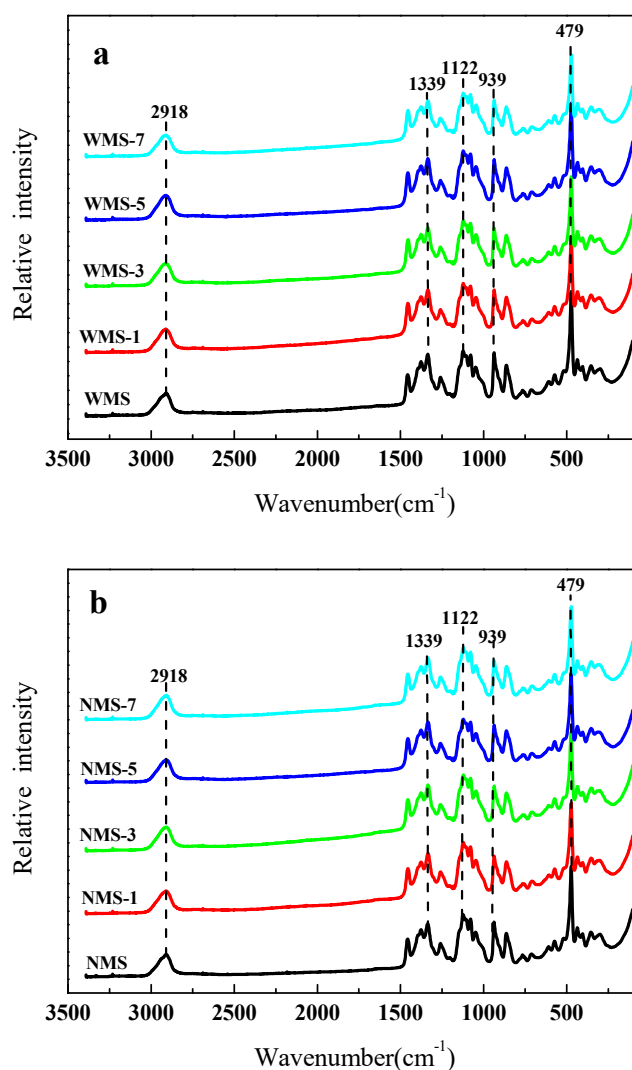 a
479
1122
1339
939
2918
WMS-7
WMS-5
WMS-3
WMS-1
WMS
Relative intensity
3500 3000 2500 2000 1500 1000 500
Wavenumber(cm⁻¹)
b
479
1122
1339
939
2918
NMS-7
NMS-5
NMS-3
NMS-1
NMS
Relative intensity
3500 3000 2500 2000 1500 1000 500
Wavenumber(cm⁻¹)